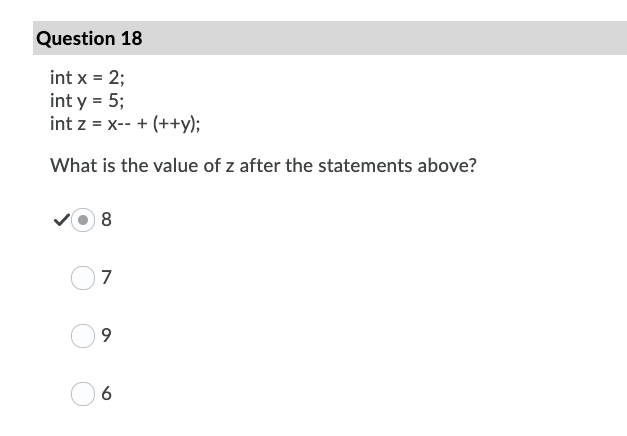 Question 18
int x = 2;
int y = 5;
int z = x-- + (++y);
What is the value of z after the statements above?
8
7
9
6